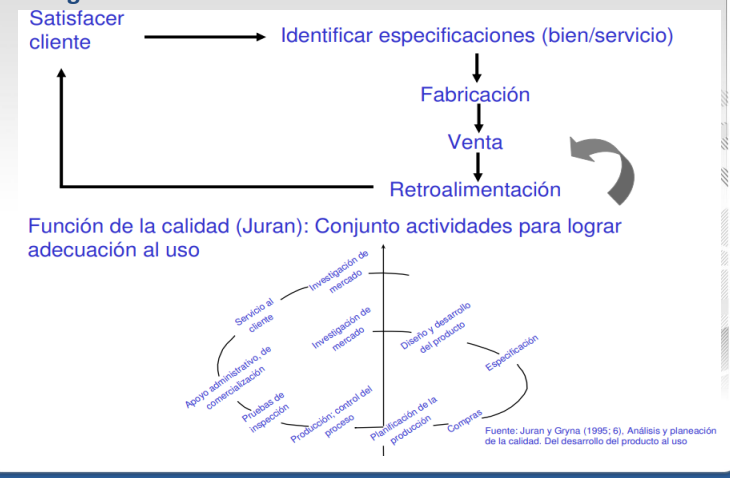 Satisfacer
cliente
Identificar especificaciones (bien/servicio)
Fabricación
Venta
Retroalimentación
Función de la calidad (Juran): Conjunto actividades para lograr
adecuación al uso
Investigación de
mercado
Servicio al
cliente
Investigación de
mercado
Diseño y desarrollo
del producto
Especificación
Apoyo administrativo, de
comercialización
Pruebas de
inspección
Producción; control del
proceso
Planificación de la
producción
Compras
Fuente: Juran y Gryna (1995; 6), Análisis y planeación
de la calidad. Del desarrollo del producto al uso